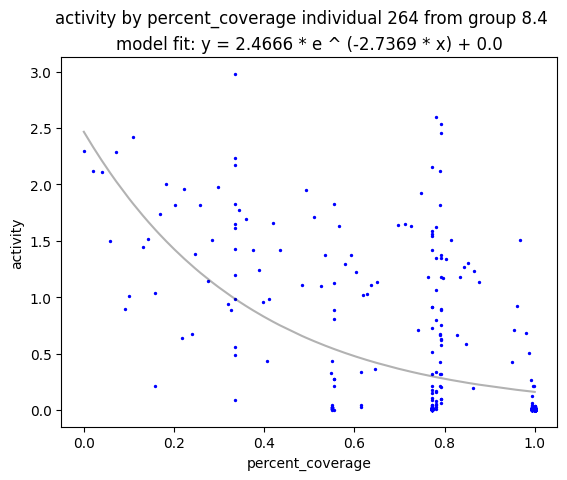 activity by percent_coverage individual 264 from group 8.4
model fit: y = 2.4666 * e ^ (-2.7369 * x) + 0.0
3.0
2.5
2.0
1.5
1.0
0.5
0.0
activity
0.0 0.2 0.4 0.6 0.8 1.0
percent_coverage